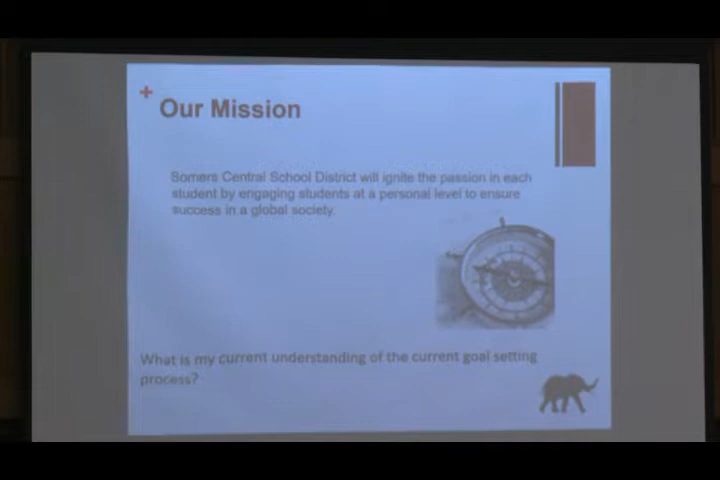 +
Our Mission
Somers Central School District will ignite the passion in each
student by engaging students at a personal level to ensure
success in a global society.
What is my current understanding of the current goal setting
process?